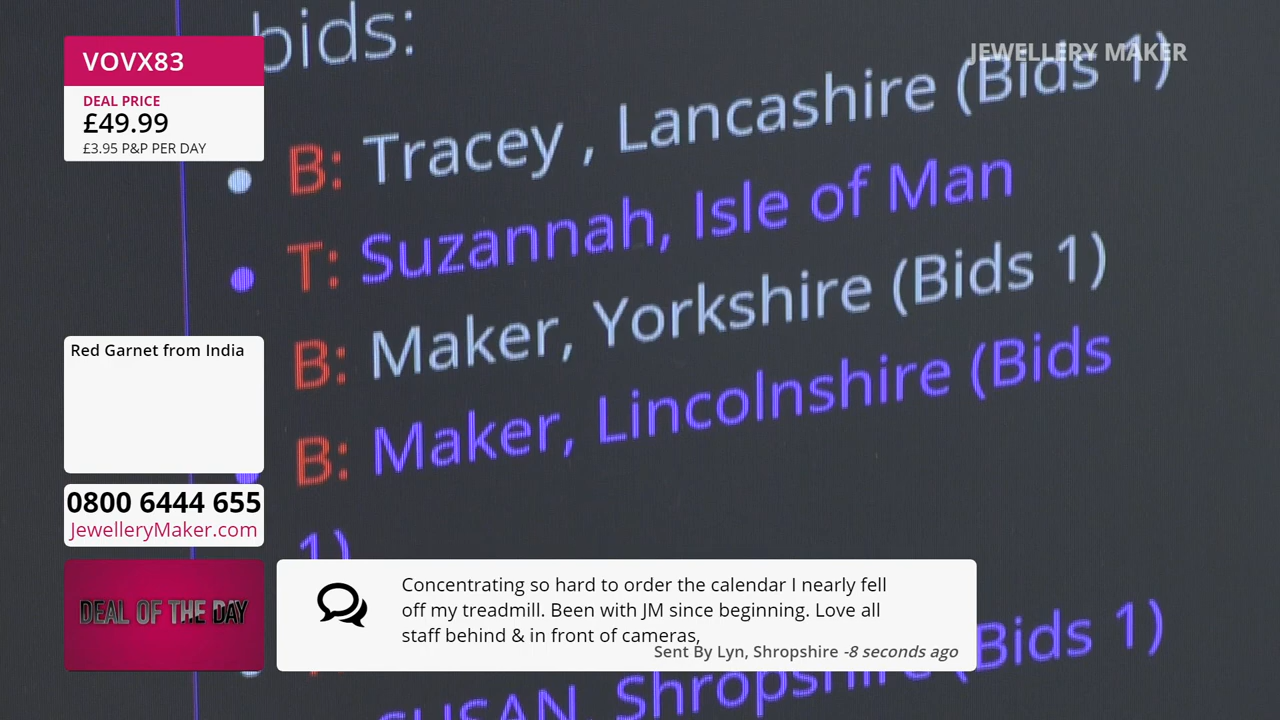 VOVX83
DEAL PRICE
£49.99
£3.95 P&P PER DAY
JEWELLERY MAKER
bids:
B: Tracey , Lancashire (Bids 1)
T: Suzannah, Isle of Man
B: Maker, Yorkshire (Bids 1)
B: Maker, Lincolnshire (Bids
1)
Red Garnet from India
0800 6444 655
JewelleryMaker.com
DEAL OF THE DAY
Concentrating so hard to order the calendar I nearly fell
off my treadmill. Been with JM since beginning. Love all
staff behind & in front of cameras,
Sent By Lyn, Shropshire -8 seconds ago
SUSAN, Shropshire (Bids 1)